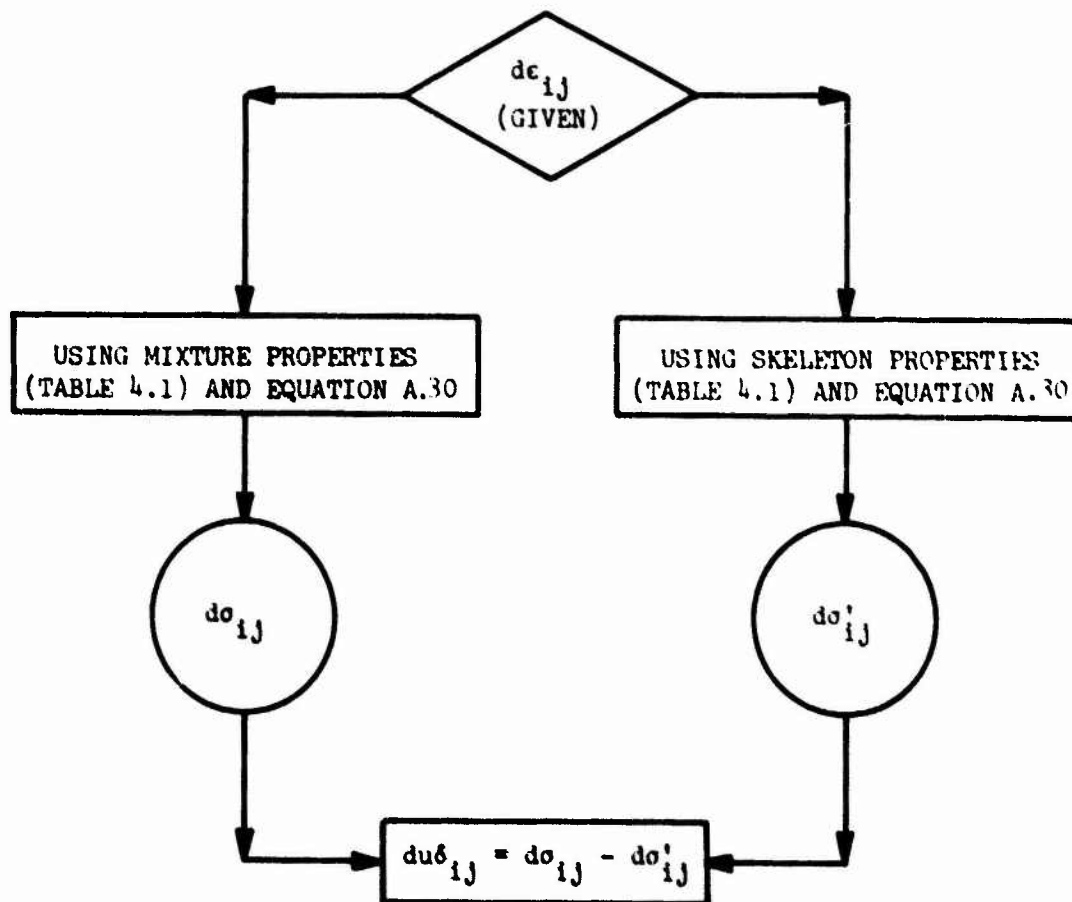 dε_ij
(GIVEN)
USING MIXTURE PROPERTIES
(TABLE 4.1) AND EQUATION A.30
USING SKELETON PROPERTIES
(TABLE 4.1) AND EQUATION A.30
dσ_ij
dσ'_ij
duδ_ij = dσ_ij - dσ'_ij